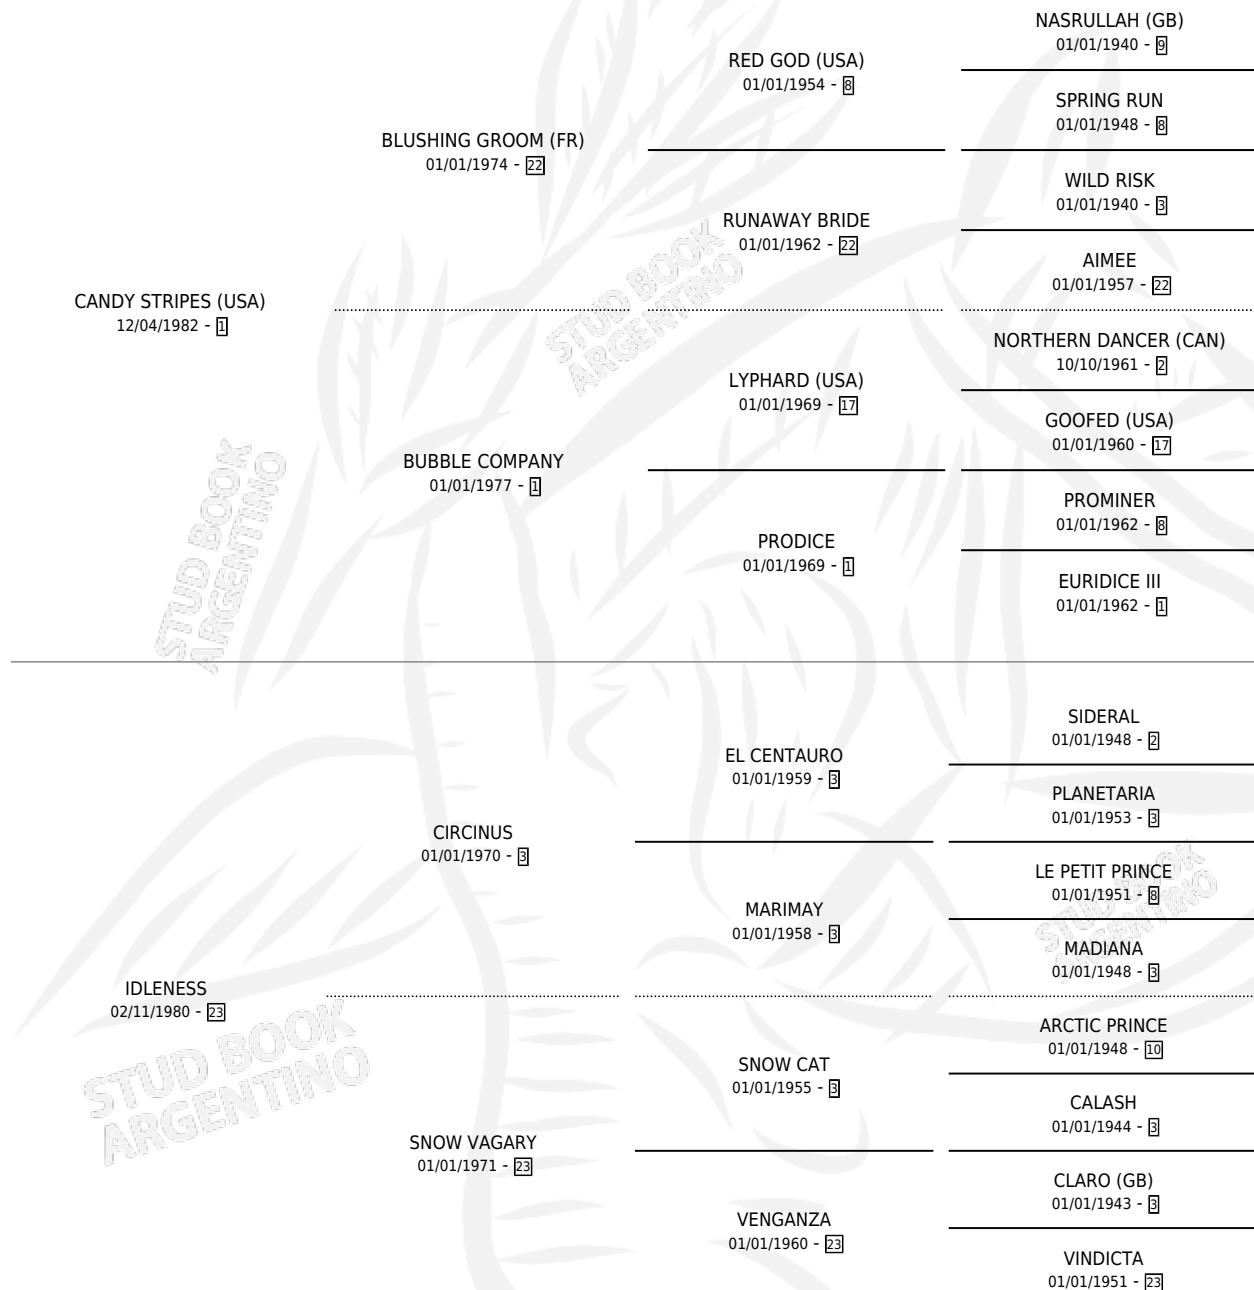 NASRULLAH (GB)
01/01/1940 - 9
RED GOD (USA)
01/01/1954 - 8
SPRING RUN
01/01/1948 - 8
BLUSHING GROOM (FR)
01/01/1974 - 22
WILD RISK
01/01/1940 - 3
RUNAWAY BRIDE
01/01/1962 - 22
AIMEE
01/01/1957 - 22
CANDY STRIPES (USA)
12/04/1982 - 1
NORTHERN DANCER (CAN)
10/10/1961 - 2
LYPHARD (USA)
01/01/1969 - 17
GOOFED (USA)
01/01/1960 - 17
BUBBLE COMPANY
01/01/1977 - 1
PROMINER
01/01/1962 - 8
PRODICE
01/01/1969 - 1
EURIDICE III
01/01/1962 - 1
STUD BOOK
ARGENTINO
STUD BOOK
ARGENTINO
SIDERAL
01/01/1948 - 2
EL CENTAURO
01/01/1959 - 3
PLANETARIA
01/01/1953 - 3
CIRCINUS
01/01/1970 - 3
LE PETIT PRINCE
01/01/1951 - 8
MARIMAY
01/01/1958 - 3
MADIANA
01/01/1948 - 3
STUD BOOK
ARGENTINO
IDLENESS
02/11/1980 - 23
ARCTIC PRINCE
01/01/1948 - 10
SNOW CAT
01/01/1955 - 3
CALASH
01/01/1944 - 3
SNOW VAGARY
01/01/1971 - 23
CLARO (GB)
01/01/1943 - 3
VENGANZA
01/01/1960 - 23
VINDICTA
01/01/1951 - 23
STUD BOOK
ARGENTINO